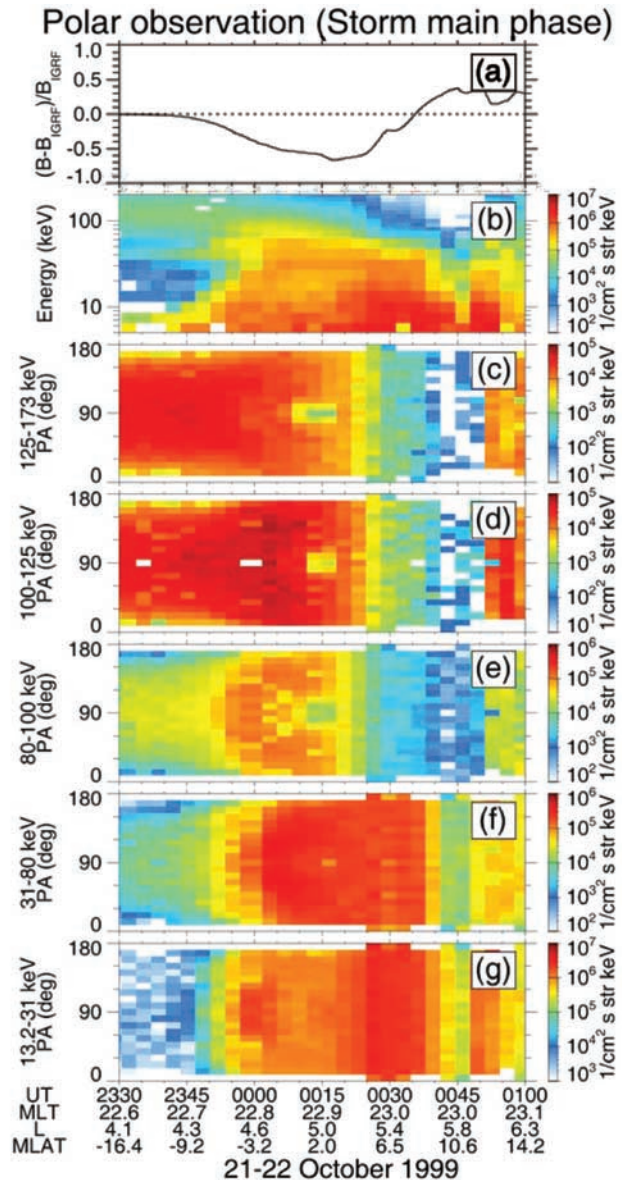 Polar observation (Storm main phase)
(B-B_IGRF)/B_IGRF
1.0
0.5
0.0
-0.5
-1.0
(a)
Energy (keV)
100
10
(b)
10^7
10^6
10^5
10^4
10^3
10^2
1/cm^2 s str keV
125-173 keV
PA (deg)
180
90
0
(c)
10^5
10^4
10^3
10^2
10^1
1/cm^2 s str keV
100-125 keV
PA (deg)
180
90
0
(d)
10^5
10^4
10^3
10^2
10^1
1/cm^2 s str keV
80-100 keV
PA (deg)
180
90
0
(e)
10^6
10^5
10^4
10^3
10^2
1/cm^2 s str keV
31-80 keV
PA (deg)
180
90
0
(f)
10^6
10^5
10^4
10^3
10^2
1/cm^2 s str keV
13.2-31 keV
PA (deg)
180
90
0
(g)
10^7
10^6
10^5
10^4
10^3
1/cm^2 s str keV
UT 2330 2345 0000 0015 0030 0045 0100
MLT 22.6 22.7 22.8 22.9 23.0 23.0 23.1
L 4.1 4.3 4.6 5.0 5.4 5.8 6.3
MLAT -16.4 -9.2 -3.2 2.0 6.5 10.6 14.2
21-22 October 1999